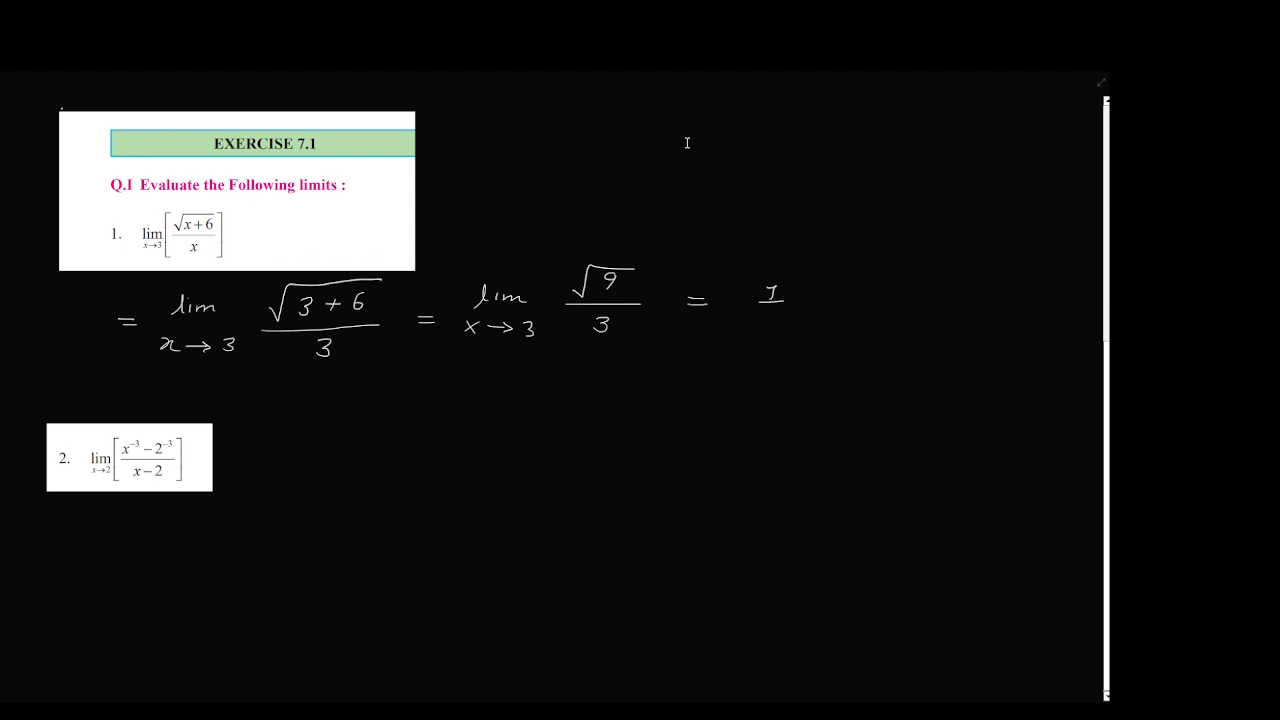 EXERCISE 7.1
Q.I Evaluate the Following limits :
1. lim x→3 [ √x+6 / x ]
= lim x→3 √3+6 / 3 = lim x→3 √9 / 3 = 1
2. lim x→2 [ x⁻³ – 2⁻³ / x – 2 ]